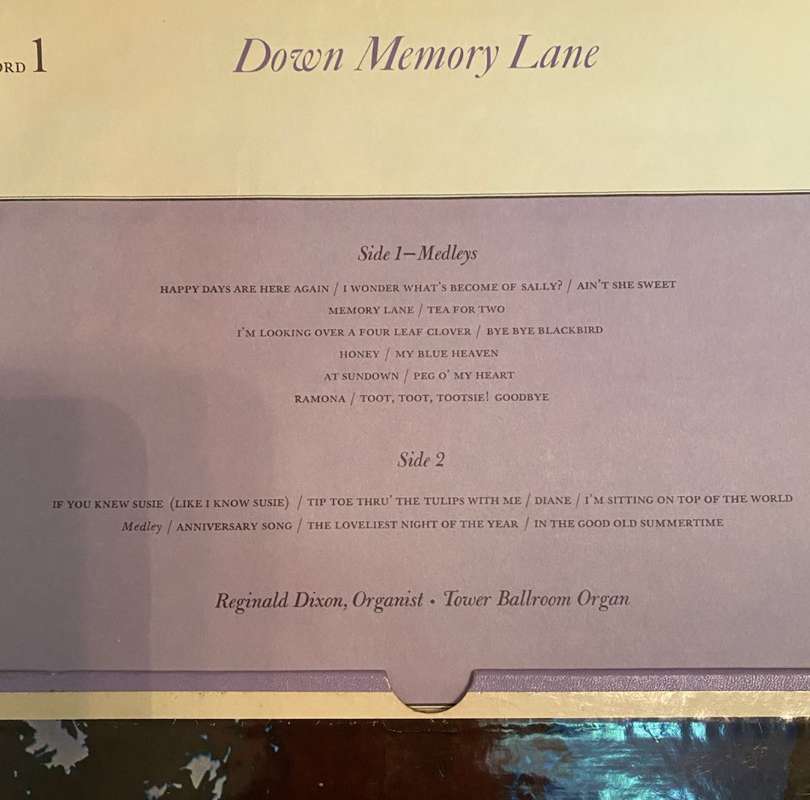 ORD 1
Down Memory Lane
Side 1—Medleys
HAPPY DAYS ARE HERE AGAIN / I WONDER WHAT'S BECOME OF SALLY? / AIN'T SHE SWEET
MEMORY LANE / TEA FOR TWO
I'M LOOKING OVER A FOUR LEAF CLOVER / BYE BYE BLACKBIRD
HONEY / MY BLUE HEAVEN
AT SUNDOWN / PEG O' MY HEART
RAMONA / TOOT, TOOT, TOOTSIE! GOODBYE
Side 2
IF YOU KNEW SUSIE (LIKE I KNOW SUSIE) / TIP TOE THRU' THE TULIPS WITH ME / DIANE / I'M SITTING ON TOP OF THE WORLD
Medley / ANNIVERSARY SONG / THE LOVELIEST NIGHT OF THE YEAR / IN THE GOOD OLD SUMMERTIME
Reginald Dixon, Organist • Tower Ballroom Organ